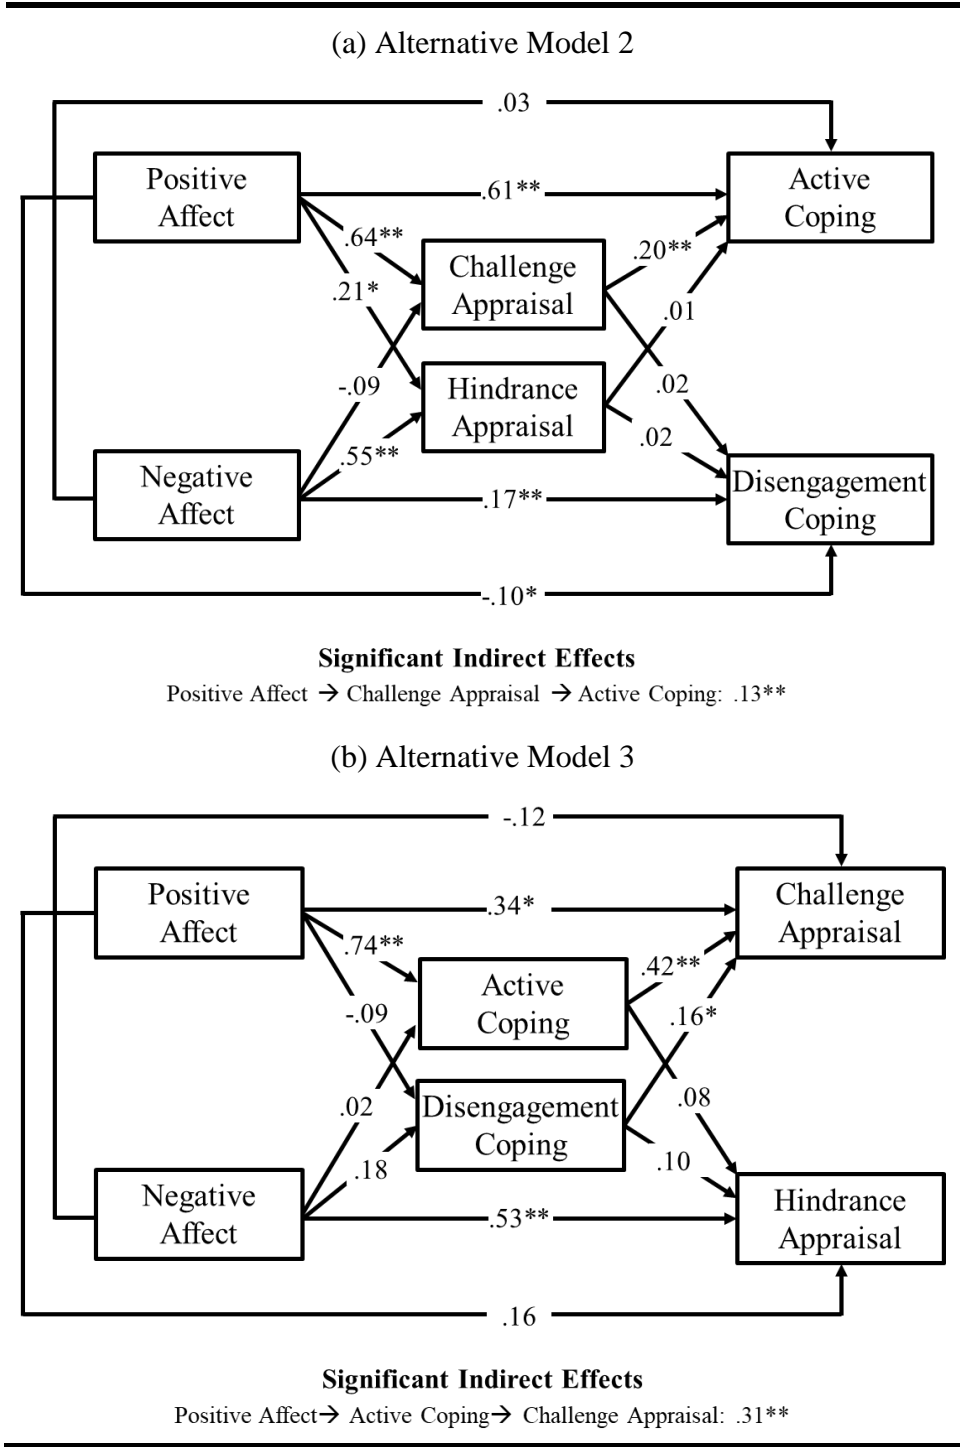 (a) Alternative Model 2
.03
Positive
Affect
Active
Coping
.61**
.64**
.20**
Challenge
Appraisal
.21*
.01
-.09
Hindrance
Appraisal
.02
.02
.55**
Negative
Affect
.17**
Disengagement
Coping
-.10*
Significant Indirect Effects
Positive Affect → Challenge Appraisal → Active Coping: .13**
(b) Alternative Model 3
-.12
Positive
Affect
Challenge
Appraisal
.34*
.74**
.42**
Active
Coping
-.09
.16*
.02
Disengagement
Coping
.08
.18
.10
Negative
Affect
.53**
Hindrance
Appraisal
.16
Significant Indirect Effects
Positive Affect→ Active Coping→ Challenge Appraisal: .31**